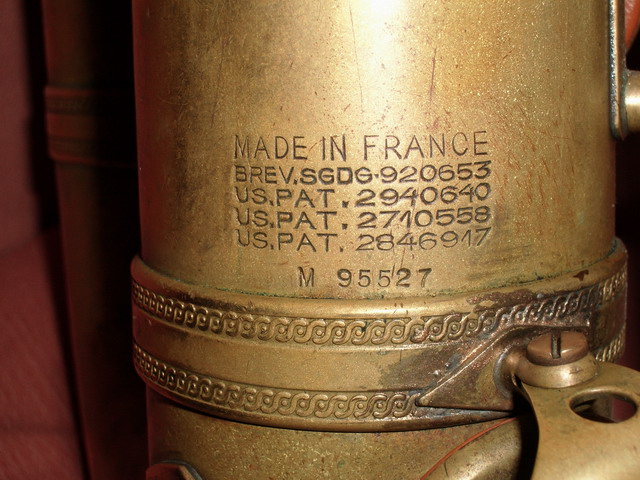 MADE IN FRANCE
BREV.SGDG.920653
US.PAT. 2940640
US.PAT. 2710558
US.PAT. 2846917
M 95527